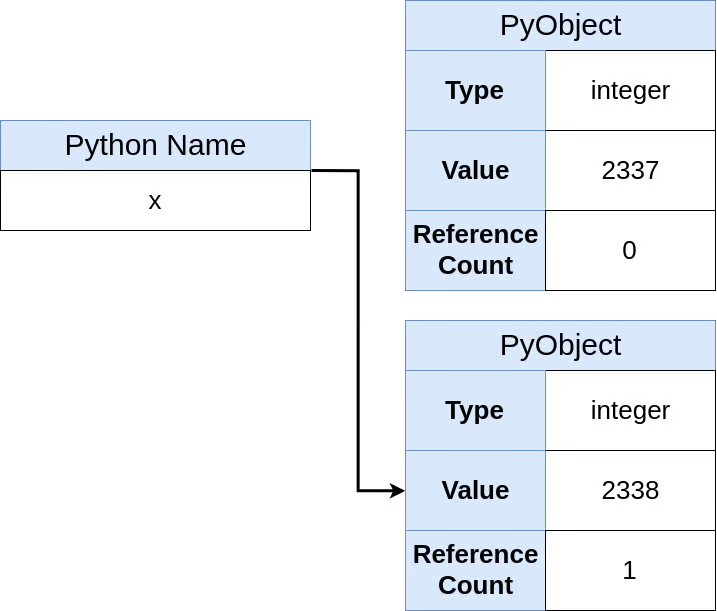 PyObject
Type
integer
Value
2337
Reference
Count
0
Python Name
x
PyObject
Type
integer
Value
2338
Reference
Count
1